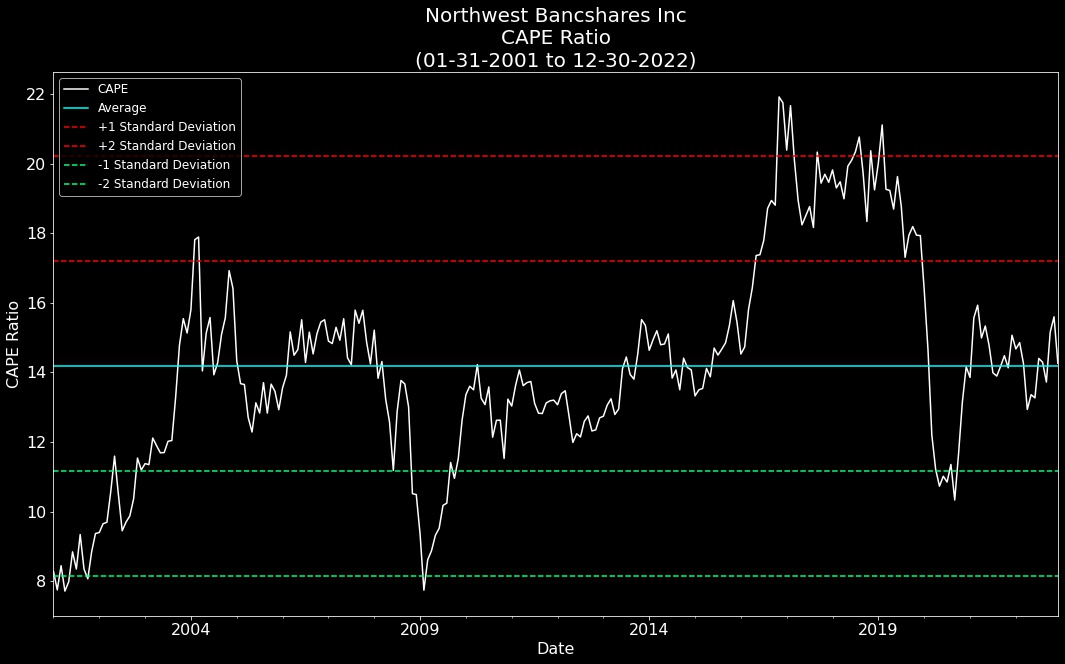 Northwest Bancshares Inc
CAPE Ratio
(01-31-2001 to 12-30-2022)
CAPE
Average
+1 Standard Deviation
+2 Standard Deviation
-1 Standard Deviation
-2 Standard Deviation
CAPE Ratio
22
20
18
16
14
12
10
8
2004
2009
2014
2019
Date